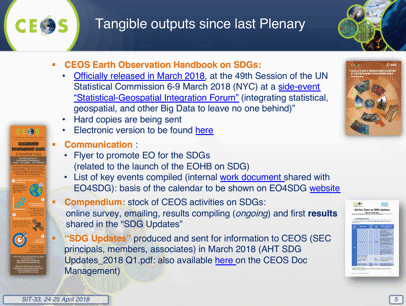 CEOS
Tangible outputs since last Plenary
CEOS Earth Observation Handbook on SDGs:
• Officially released in March 2018, at the 49th Session of the UN
Statistical Commission 6-9 March 2018 (NYC) at a side-event
"Statistical-Geospatial Integration Forum" (integrating statistical,
geospatial, and other Big Data to leave no one behind)"
• Hard copies are being sent
• Electronic version to be found here
Communication :
• Flyer to promote EO for the SDGs
(related to the launch of the EOHB on SDG)
• List of key events compiled (internal work document shared with
EO4SDG): basis of the calendar to be shown on EO4SDG website
Compendium: stock of CEOS activities on SDGs:
online survey, emailing, results compiling (ongoing) and first results
shared in the "SDG Updates"
"SDG Updates" produced and sent for information to CEOS (SEC
principals, members, associates) in March 2018 (AHT SDG
Updates_2018 Q1.pdf: also available here on the CEOS Doc
Management)
Sustainable
Development Goals
SIT-33, 24-25 April 2018
5